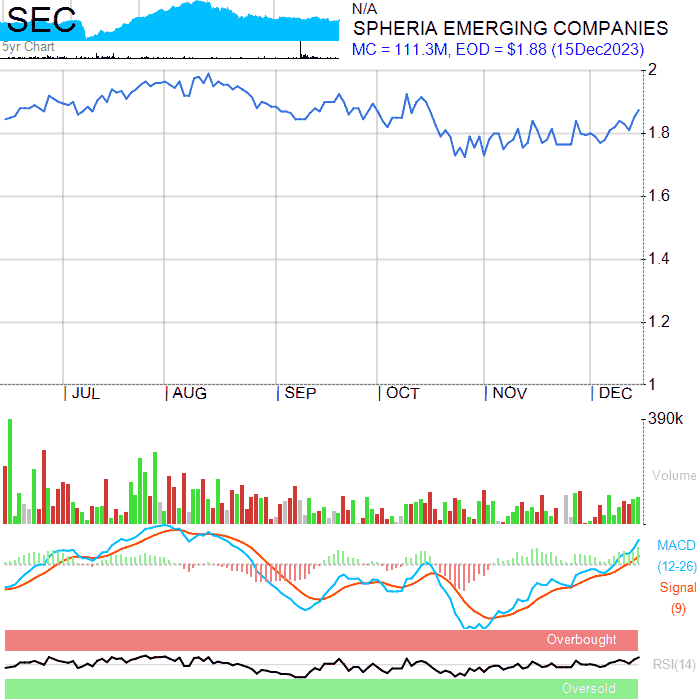 SEC
5yr Chart
N/A
SPHERIA EMERGING COMPANIES
MC = 111.3M, EOD = $1.88 (15Dec2023)
2
1.8
1.6
1.4
1.2
1
JUL AUG SEP OCT NOV DEC
390k
Volume
MACD
(12-26)
Signal
(9)
Overbought
RSI(14)
Oversold